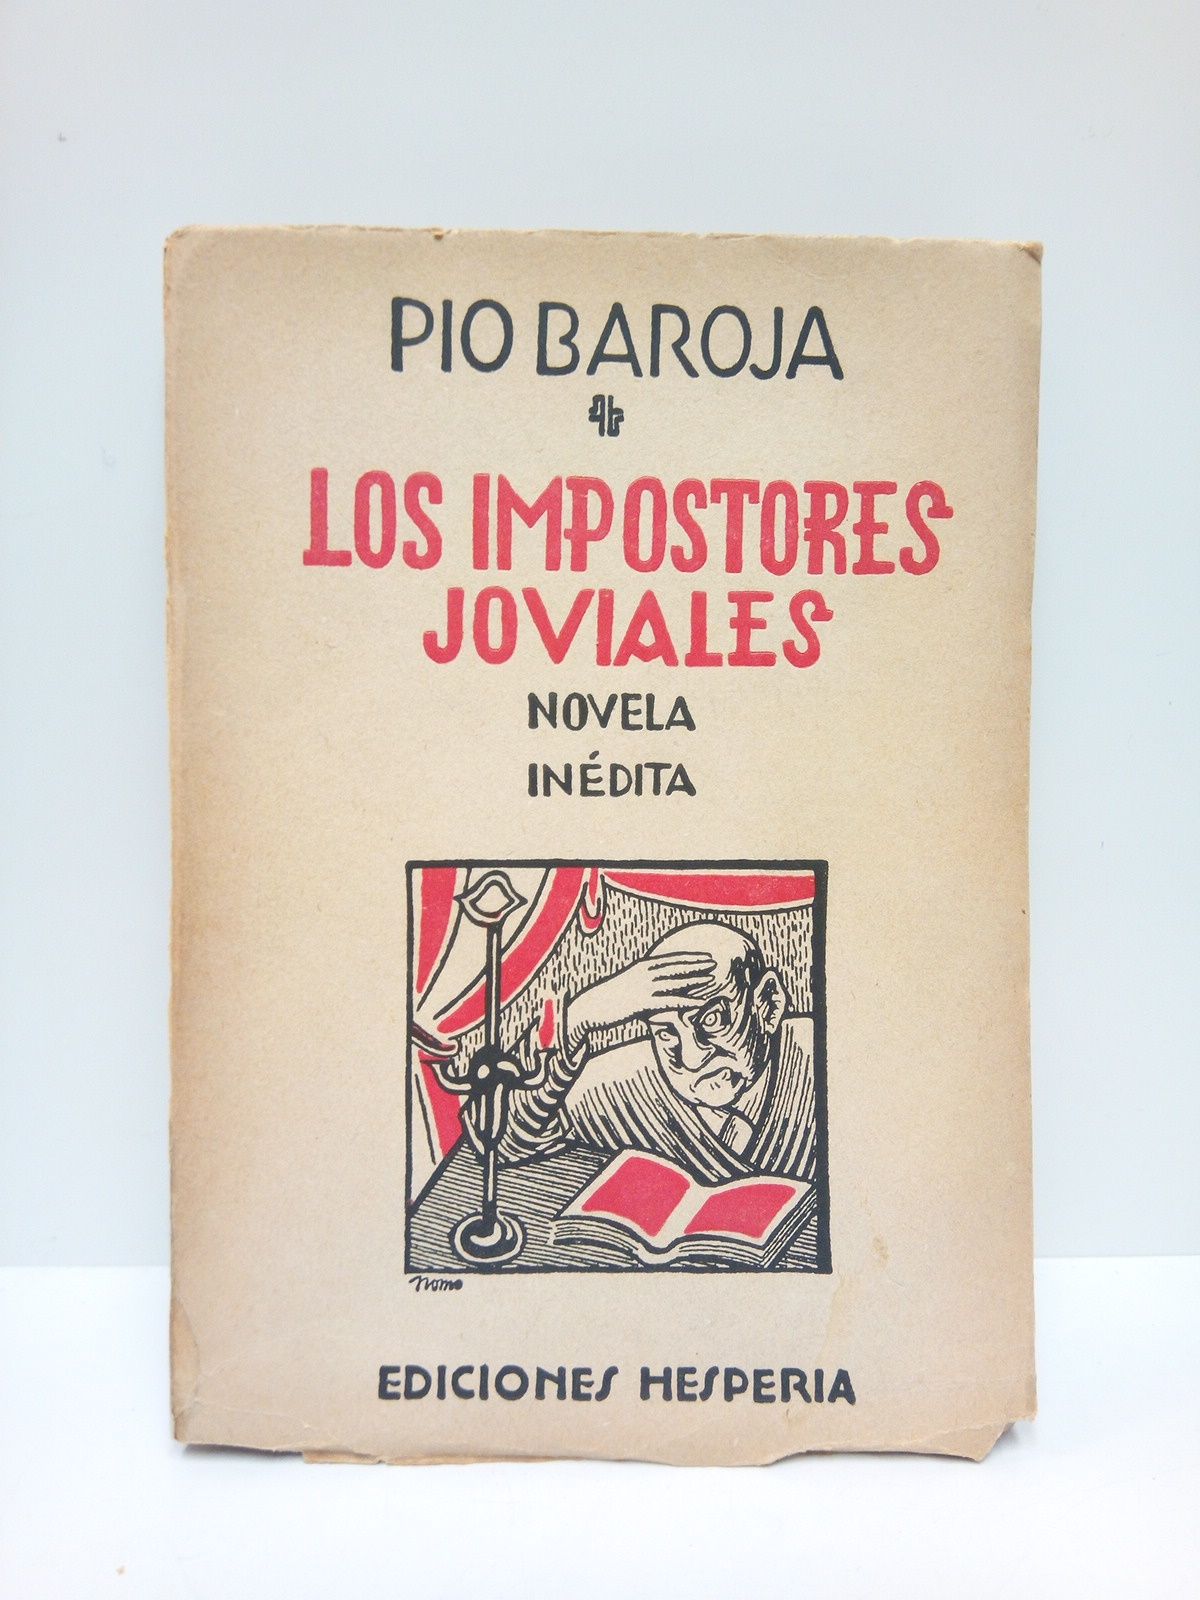 PIO BAROJA
LOS IMPOSTORES
JOVIALES
NOVELA
INÉDITA
EDICIONES HESPERIA